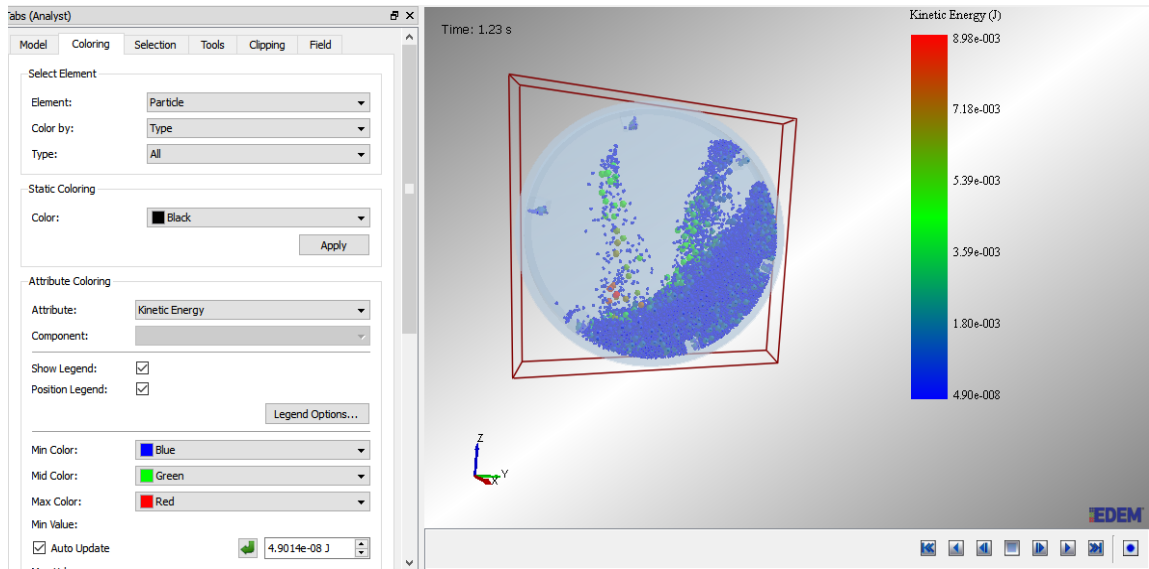 Tabs (Analyst)
Model Coloring Selection Tools Clipping Field
Select Element
Element: Particle
Color by: Type
Type: All
Static Coloring
Color: Black
Apply
Attribute Coloring
Attribute: Kinetic Energy
Component:
Show Legend:
Position Legend:
Legend Options...
Min Color: Blue
Mid Color: Green
Max Color: Red
Min Value:
Auto Update 4.9014e-08 J
Time: 1.23 s
Kinetic Energy (J)
8.98e-003
7.18e-003
5.39e-003
3.59e-003
1.80e-003
4.90e-008
Z
Y
X
EDEM